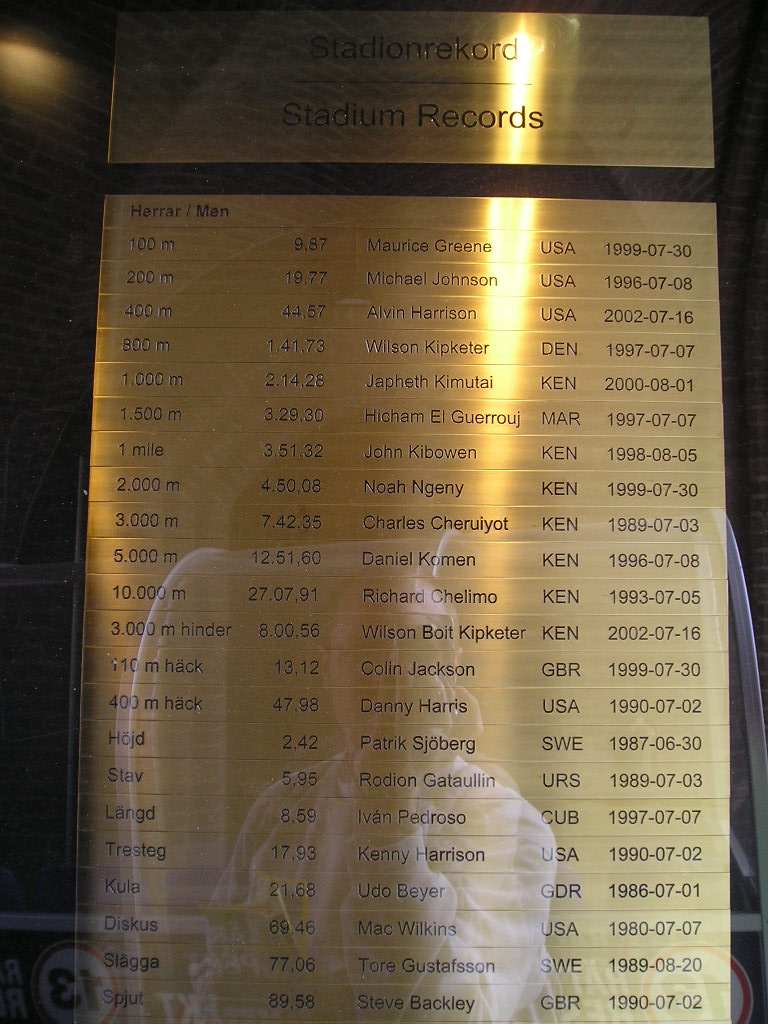 Stadionrekord
Stadium Records
Herrar / Men
100 m 9,87 Maurice Greene USA 1999-07-30
200 m 19,77 Michael Johnson USA 1996-07-08
400 m 44,57 Alvin Harrison USA 2002-07-16
800 m 1.41,73 Wilson Kipketer DEN 1997-07-07
1.000 m 2.14,28 Japheth Kimutai KEN 2000-08-01
1.500 m 3.29,30 Hicham El Guerrouj MAR 1997-07-07
1 mile 3.51,32 John Kibowen KEN 1998-08-05
2.000 m 4.50,08 Noah Ngeny KEN 1999-07-30
3.000 m 7.42,35 Charles Cheruiyot KEN 1989-07-03
5.000 m 12.51,60 Daniel Komen KEN 1996-07-08
10.000 m 27.07,91 Richard Chelimo KEN 1993-07-05
3.000 m hinder 8.00,56 Wilson Boit Kipketer KEN 2002-07-16
110 m häck 13,12 Colin Jackson GBR 1999-07-30
400 m häck 47,98 Danny Harris USA 1990-07-02
Höjd 2,42 Patrik Sjöberg SWE 1987-06-30
Stav 5,95 Rodion Gataullin URS 1989-07-03
Längd 8,59 Iván Pedroso CUB 1997-07-07
Tresteg 17,93 Kenny Harrison USA 1990-07-02
Kula 21,68 Udo Beyer GDR 1986-07-01
Diskus 69,46 Mac Wilkins USA 1980-07-07
Slägga 77,06 Tore Gustafsson SWE 1989-08-20
Spjut 89,58 Steve Backley GBR 1990-07-02